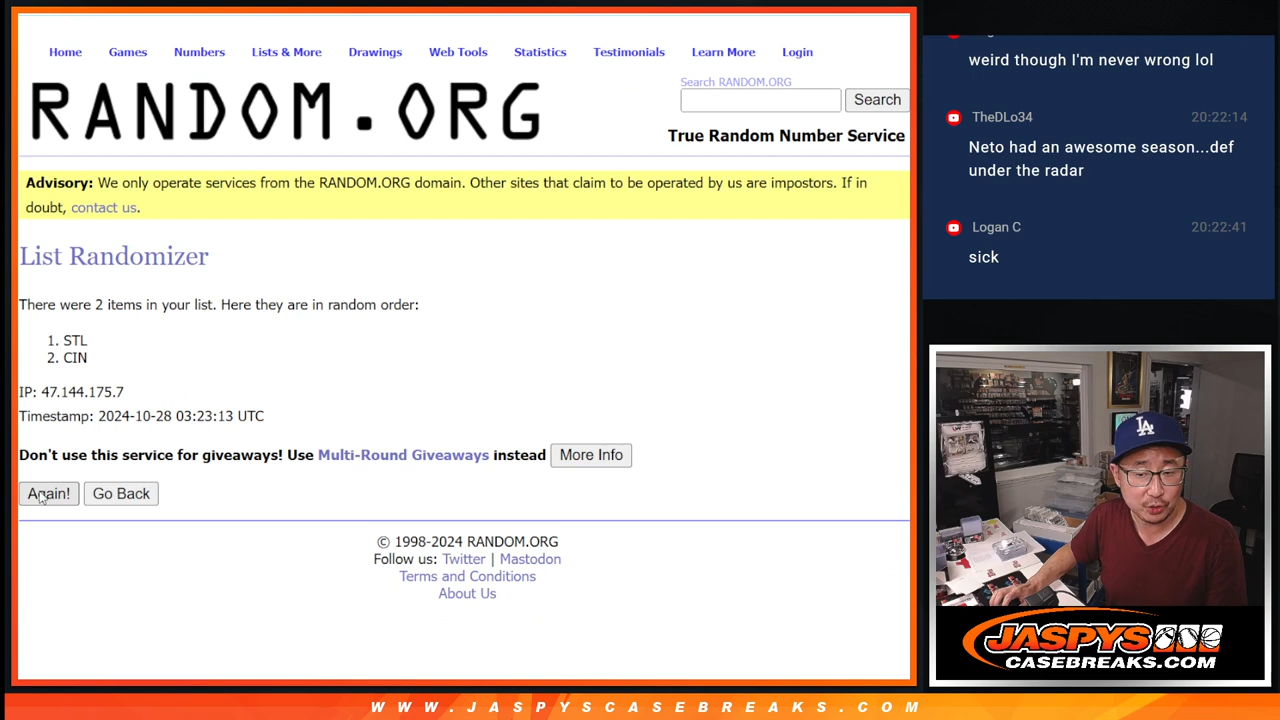 Home Games Numbers Lists & More Drawings Web Tools Statistics Testimonials Learn More Login
RANDOM.ORG
Search RANDOM.ORG
Search
True Random Number Service
Advisory: We only operate services from the RANDOM.ORG domain. Other sites that claim to be operated by us are impostors. If in
doubt, contact us.
List Randomizer
There were 2 items in your list. Here they are in random order:
1. STL
2. CIN
IP: 47.144.175.7
Timestamp: 2024-10-28 03:23:13 UTC
Don't use this service for giveaways! Use Multi-Round Giveaways instead More Info
Again! Go Back
© 1998-2024 RANDOM.ORG
Follow us: Twitter | Mastodon
Terms and Conditions
About Us
weird though I'm never wrong lol
TheDLo34 20:22:14
Neto had an awesome season...def
under the radar
Logan C 20:22:41
sick
LA
JASPYS
CASEBREAKS.COM
WWW.JASPYSCASEBREAKS.COM